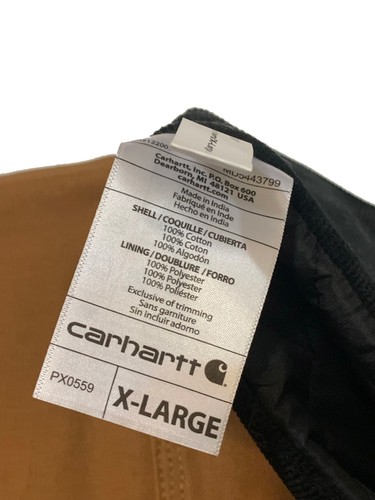 Carhartt, Inc. P.O. Box 600
Dearborn, MI 48121 USA
carhartt.com
MID5443799
Made in India
Fabriqué en Inde
Hecho en India
SHELL / COQUILLE / CUBIERTA
100% Cotton
100% Cotton
100% Algodón
LINING / DOUBLURE / FORRO
100% Polyester
100% Polyester
100% Poliéster
Exclusive of trimming
Sans garniture
Sin incluir adorno
carhartt
PX0559
X-LARGE